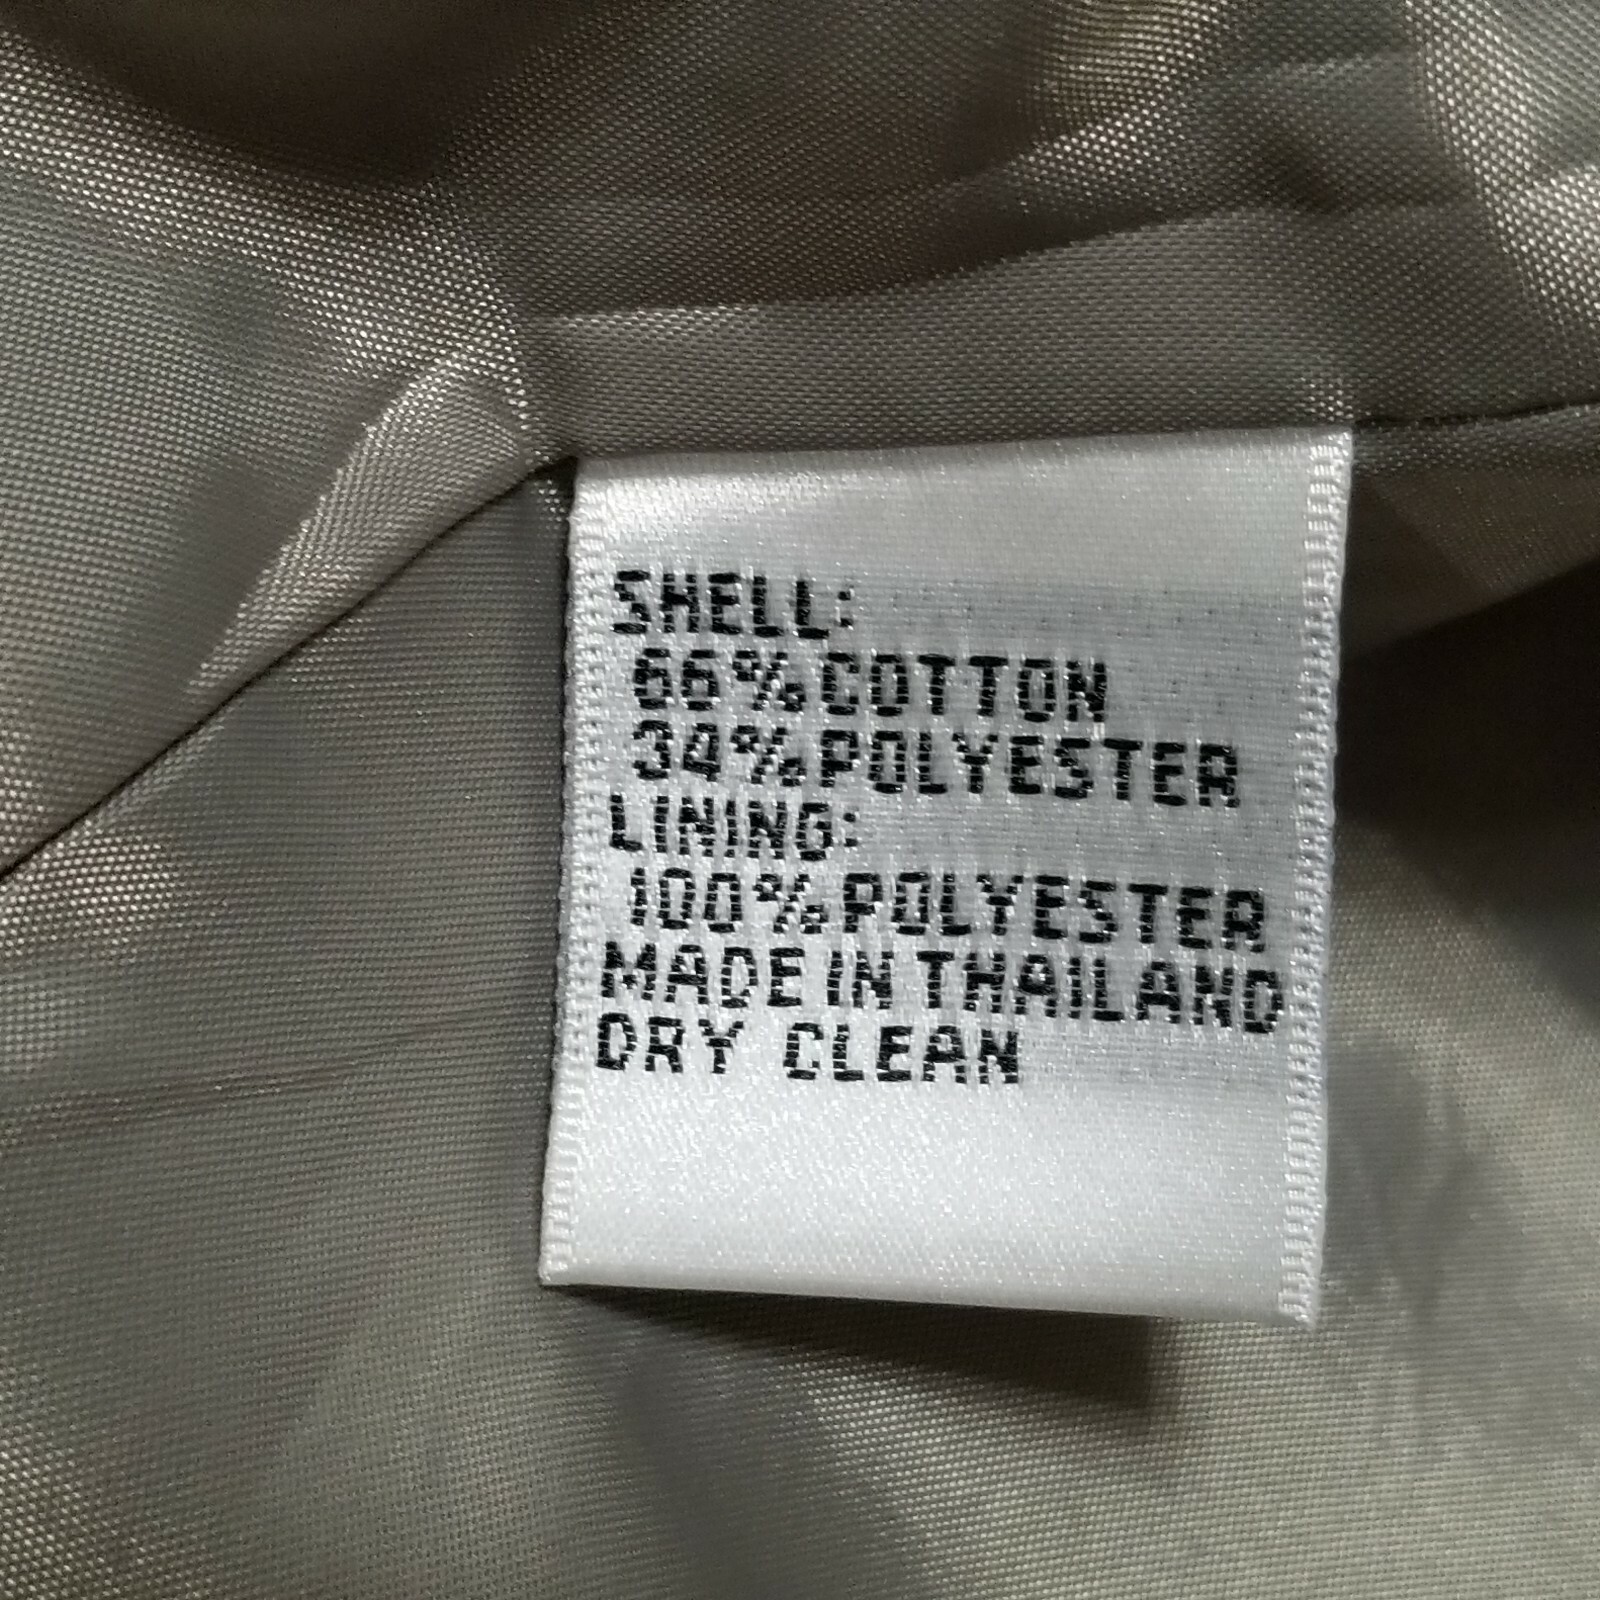 SHELL:
66% COTTON
34% POLYESTER
LINING:
100% POLYESTER
MADE IN THAILAND
DRY CLEAN